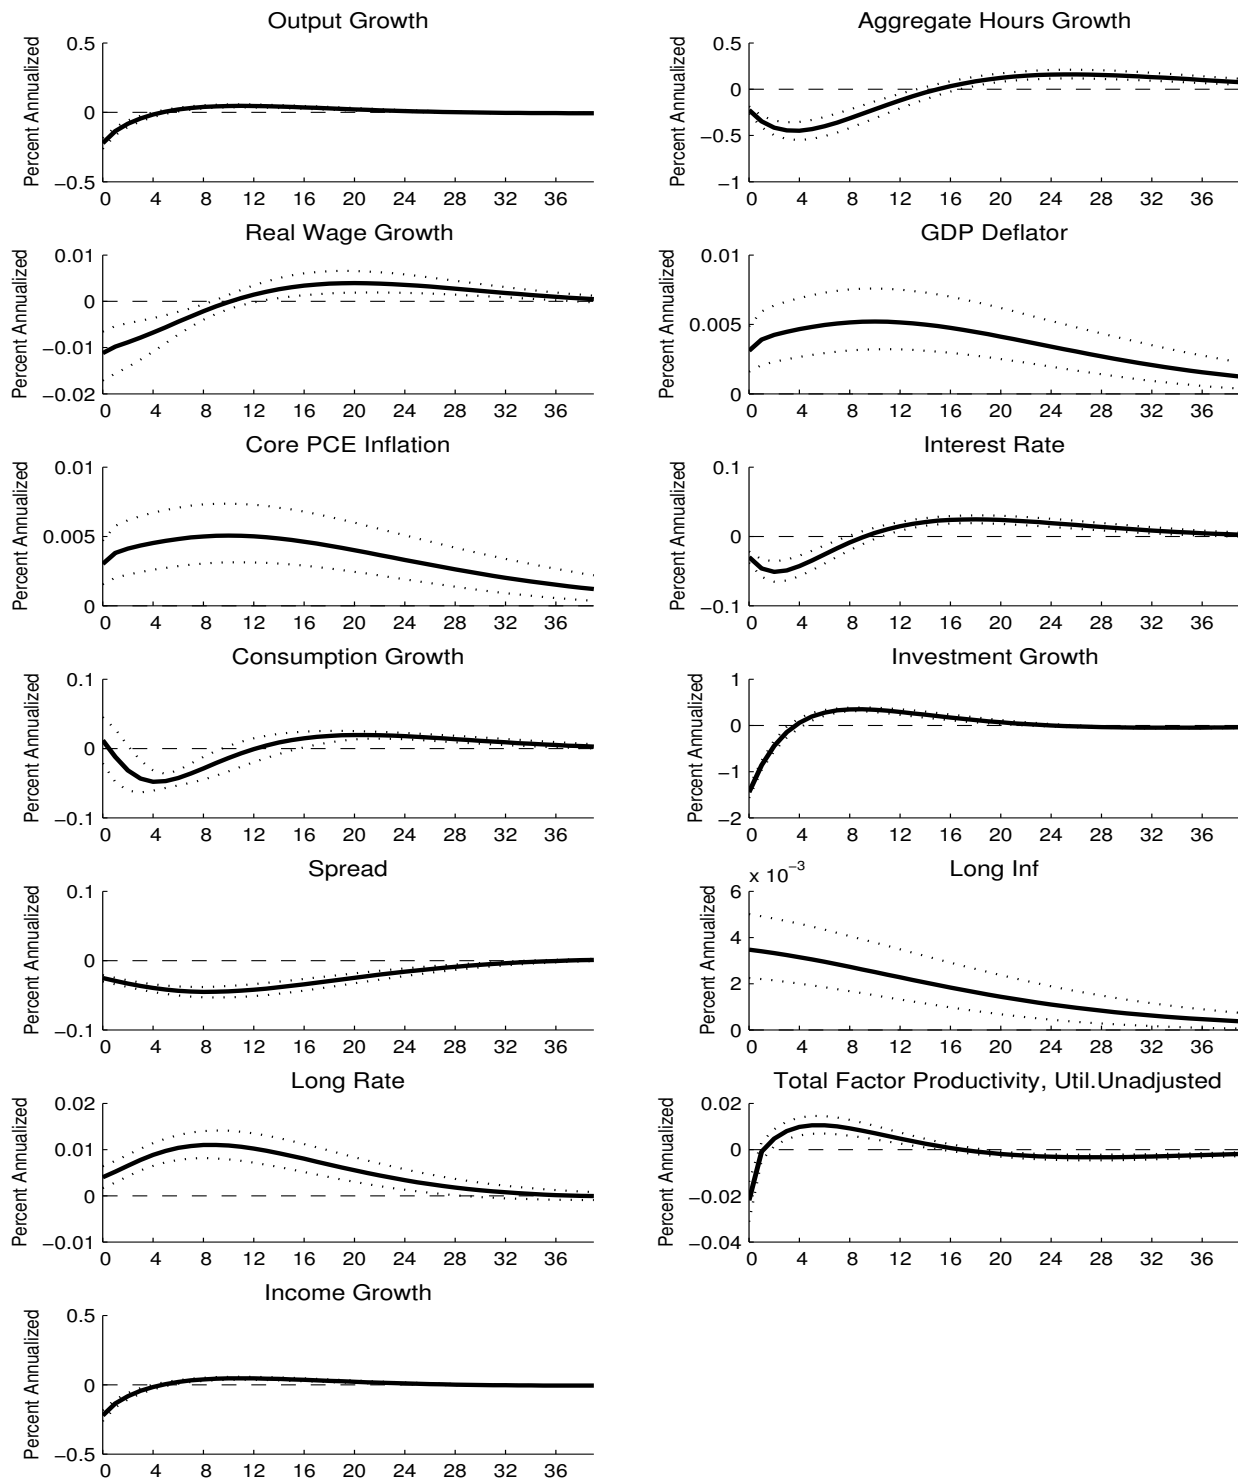 Output Growth
Percent Annualized
0.5
0
−0.5
0 4 8 12 16 20 24 28 32 36
Aggregate Hours Growth
Percent Annualized
0.5
0
−0.5
−1
0 4 8 12 16 20 24 28 32 36
Real Wage Growth
Percent Annualized
0.01
0
−0.01
−0.02
0 4 8 12 16 20 24 28 32 36
GDP Deflator
Percent Annualized
0.01
0.005
0
0 4 8 12 16 20 24 28 32 36
Core PCE Inflation
Percent Annualized
0.01
0.005
0
0 4 8 12 16 20 24 28 32 36
Interest Rate
Percent Annualized
0.1
0
−0.1
0 4 8 12 16 20 24 28 32 36
Consumption Growth
Percent Annualized
0.1
0
−0.1
0 4 8 12 16 20 24 28 32 36
Investment Growth
Percent Annualized
1
0
−1
−2
0 4 8 12 16 20 24 28 32 36
Spread
Percent Annualized
0.1
0
−0.1
0 4 8 12 16 20 24 28 32 36
Long Inf
x 10−3
Percent Annualized
6
4
2
0
0 4 8 12 16 20 24 28 32 36
Long Rate
Percent Annualized
0.02
0.01
0
−0.01
0 4 8 12 16 20 24 28 32 36
Total Factor Productivity, Util.Unadjusted
Percent Annualized
0.02
0
−0.02
−0.04
0 4 8 12 16 20 24 28 32 36
Income Growth
Percent Annualized
0.5
0
−0.5
0 4 8 12 16 20 24 28 32 36